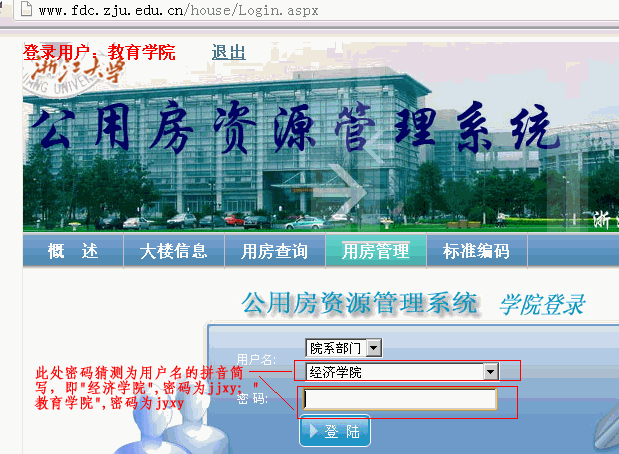 www.fdc.zju.edu.cn/house/Login.aspx
登录用户：教育学院 退出
浙江大学
公用房资源管理系统
浙
概 述 大楼信息 用房查询 用房管理 标准编码
公用房资源管理系统 学院登录
用户名:
院系部门
经济学院
此处密码猜测为用户名的拼音简
写，即"经济学院",密码为jjxy; "
教育学院",密码为jyxy
密 码:
登 陆